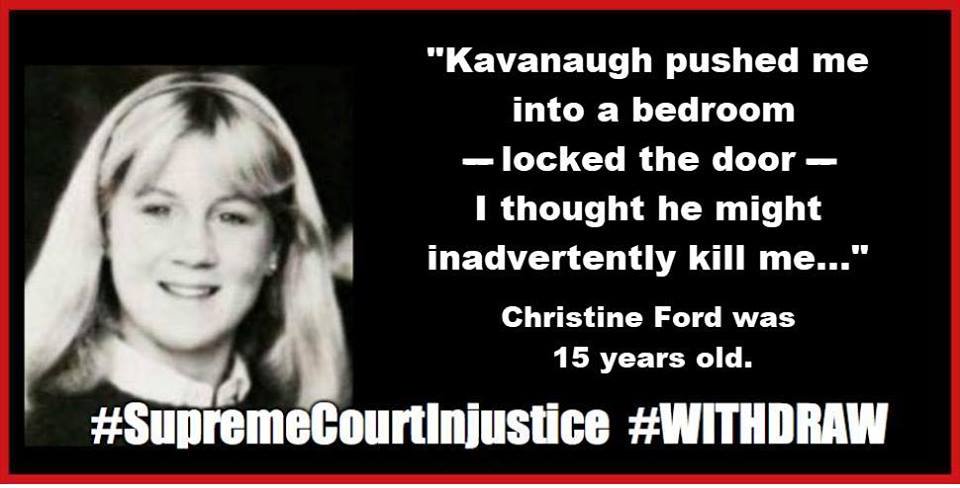 "Kavanaugh pushed me
into a bedroom
— locked the door —
I thought he might
inadvertently kill me..."
Christine Ford was
15 years old.
#SupremeCourtInjustice #WITHDRAW